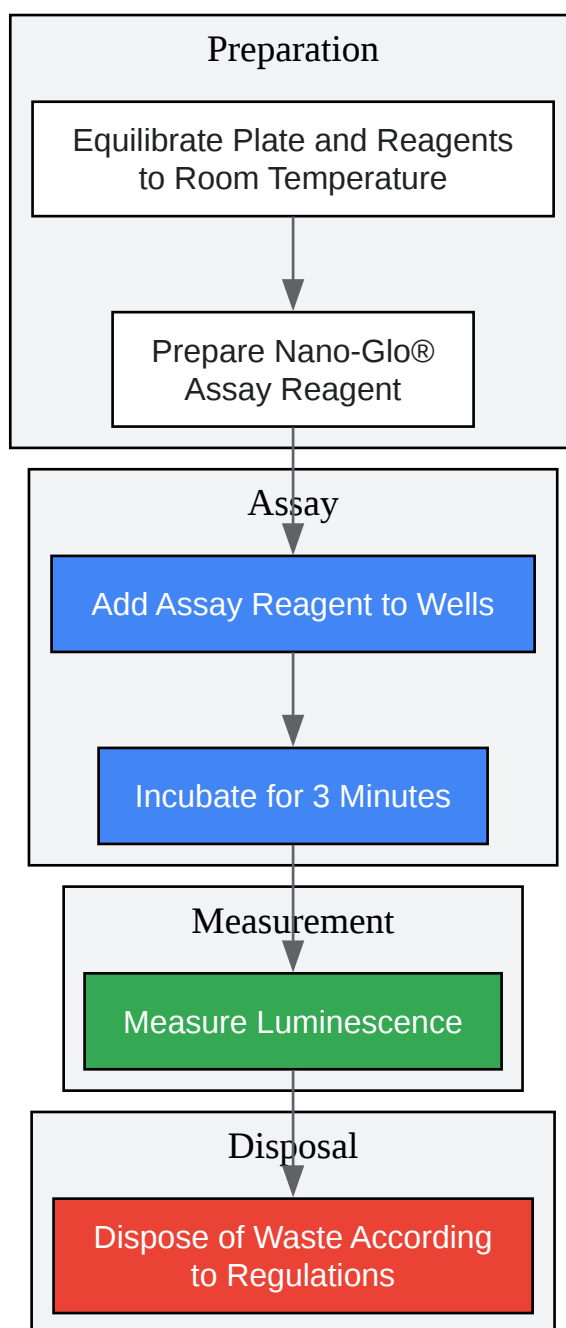 Preparation
Equilibrate Plate and Reagents
to Room Temperature
Prepare Nano-Glo®
Assay Reagent
Assay
Add Assay Reagent to Wells
Incubate for 3 Minutes
Measurement
Measure Luminescence
Disposal
Dispose of Waste According
to Regulations